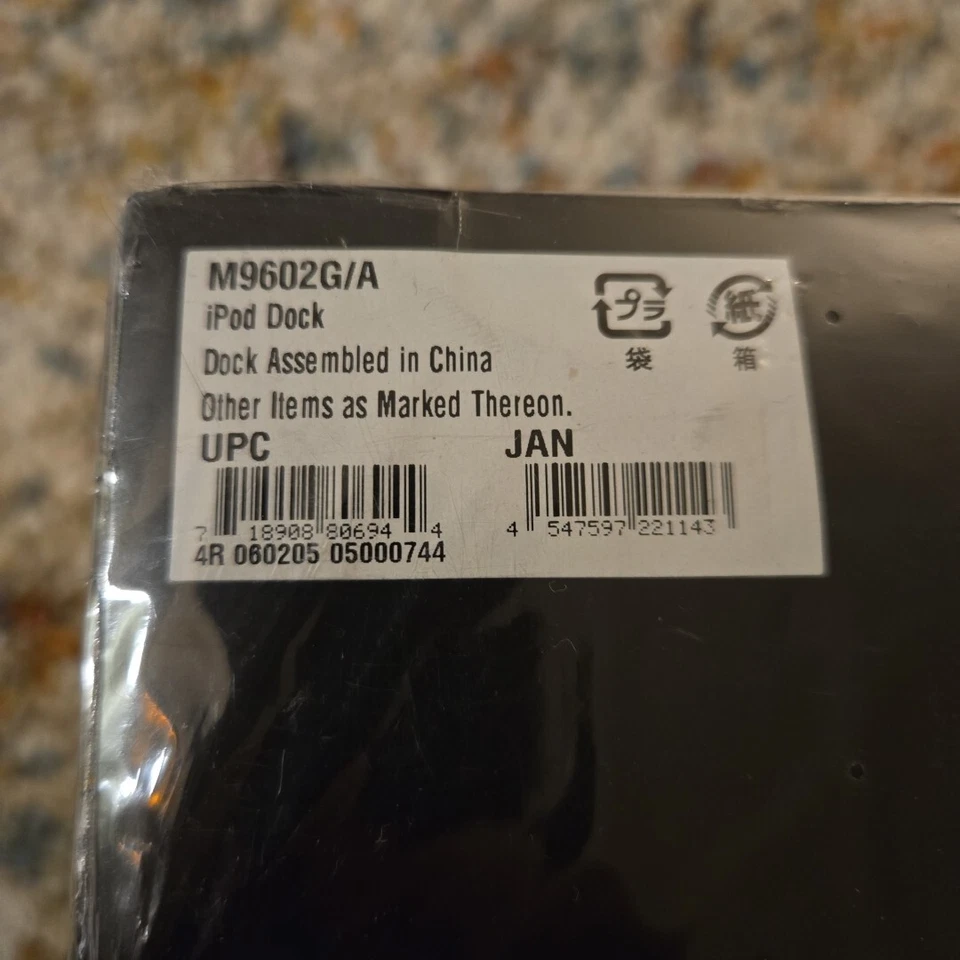 M9602G/A
iPod Dock
Dock Assembled in China
Other Items as Marked Thereon.
プラ
袋
紙
箱
UPC
7 18908 80694 4
JAN
4 547597 221143
4R 060205 05000744